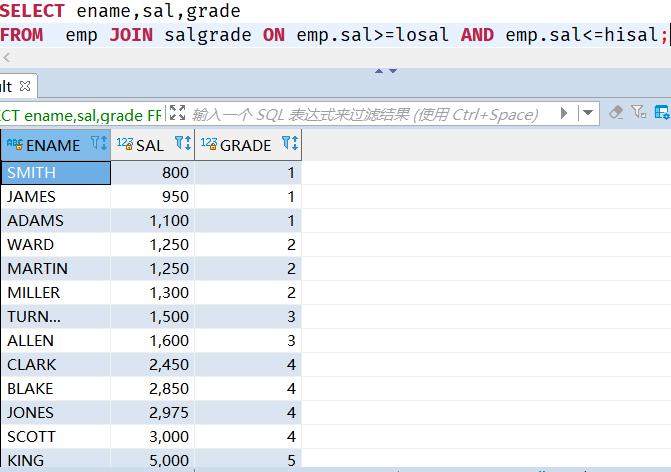 SELECT ename,sal,grade
FROM emp JOIN salgrade ON emp.sal>=losal AND emp.sal<=hisal;
lt
CT ename,sal,grade FF 输入一个 SQL 表达式来过滤结果 (使用 Ctrl+Space)
ABC ENAME 123 SAL 123 GRADE
SMITH 800 1
JAMES 950 1
ADAMS 1,100 1
WARD 1,250 2
MARTIN 1,250 2
MILLER 1,300 2
TURN... 1,500 3
ALLEN 1,600 3
CLARK 2,450 4
BLAKE 2,850 4
JONES 2,975 4
SCOTT 3,000 4
KING 5,000 5